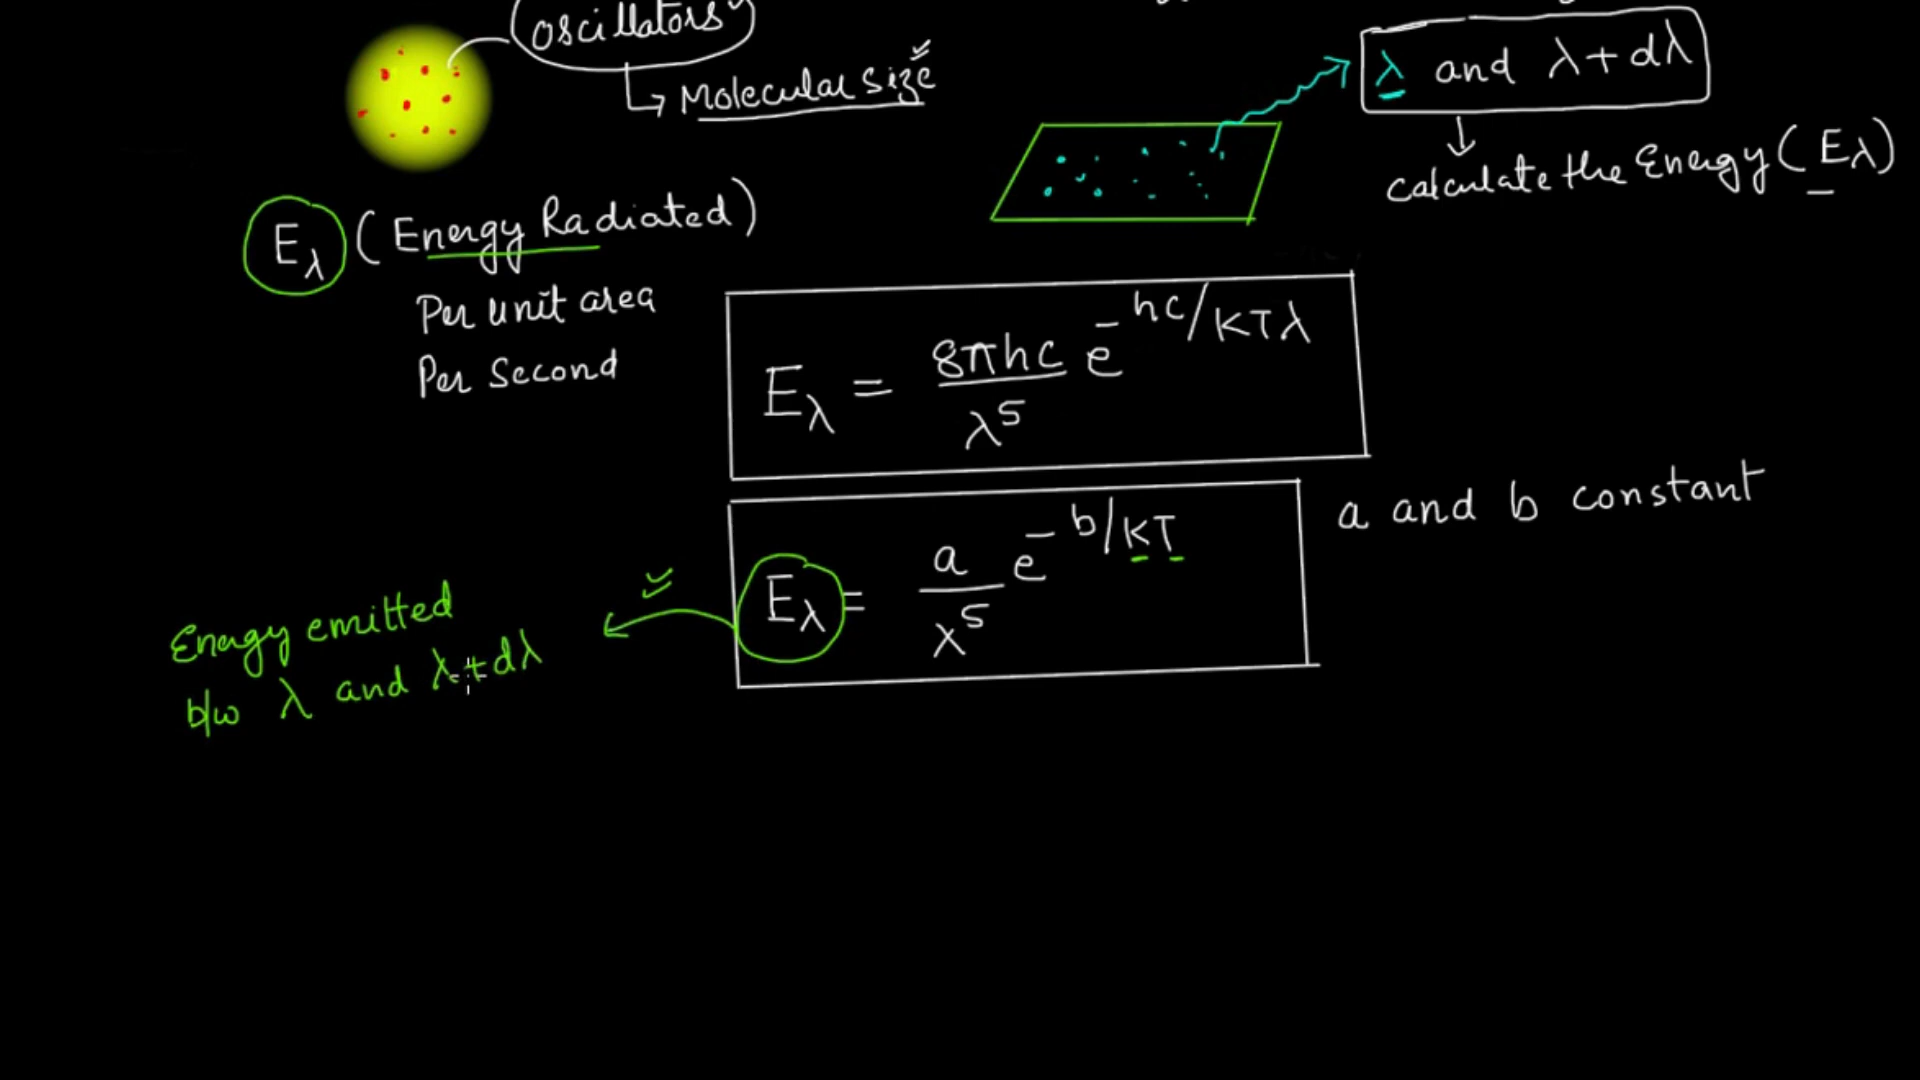 oscillators
Molecular size
λ and λ+dλ
calculate the Energy (Eλ)
Eλ (Energy Radiated)
Per unit area
Per Second
Eλ = 8πhc/λ⁵ e^(-hc/KTλ)
a and b constant
Eλ = a/λ⁵ e^(-b/KT)
Energy emitted
b/w λ and λ+dλ